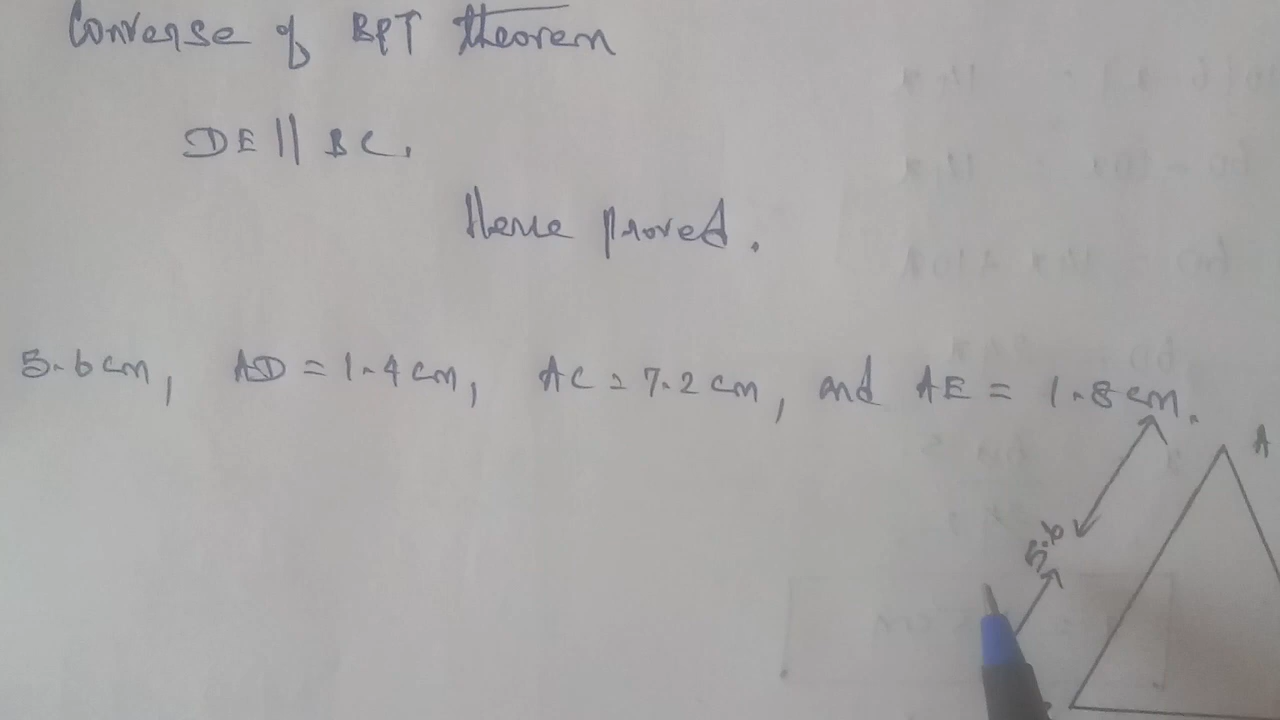 Converse of BPT theorem
DE || BC.
Hence proved.
5.6 cm, AD = 1.4 cm, AC = 7.2 cm, and AE = 1.8 cm.
A
5.6